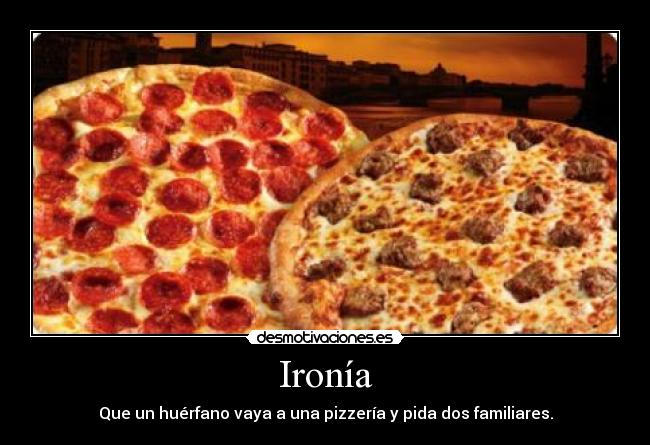 desmotivaciones.es
Ironía
Que un huérfano vaya a una pizzería y pida dos familiares.